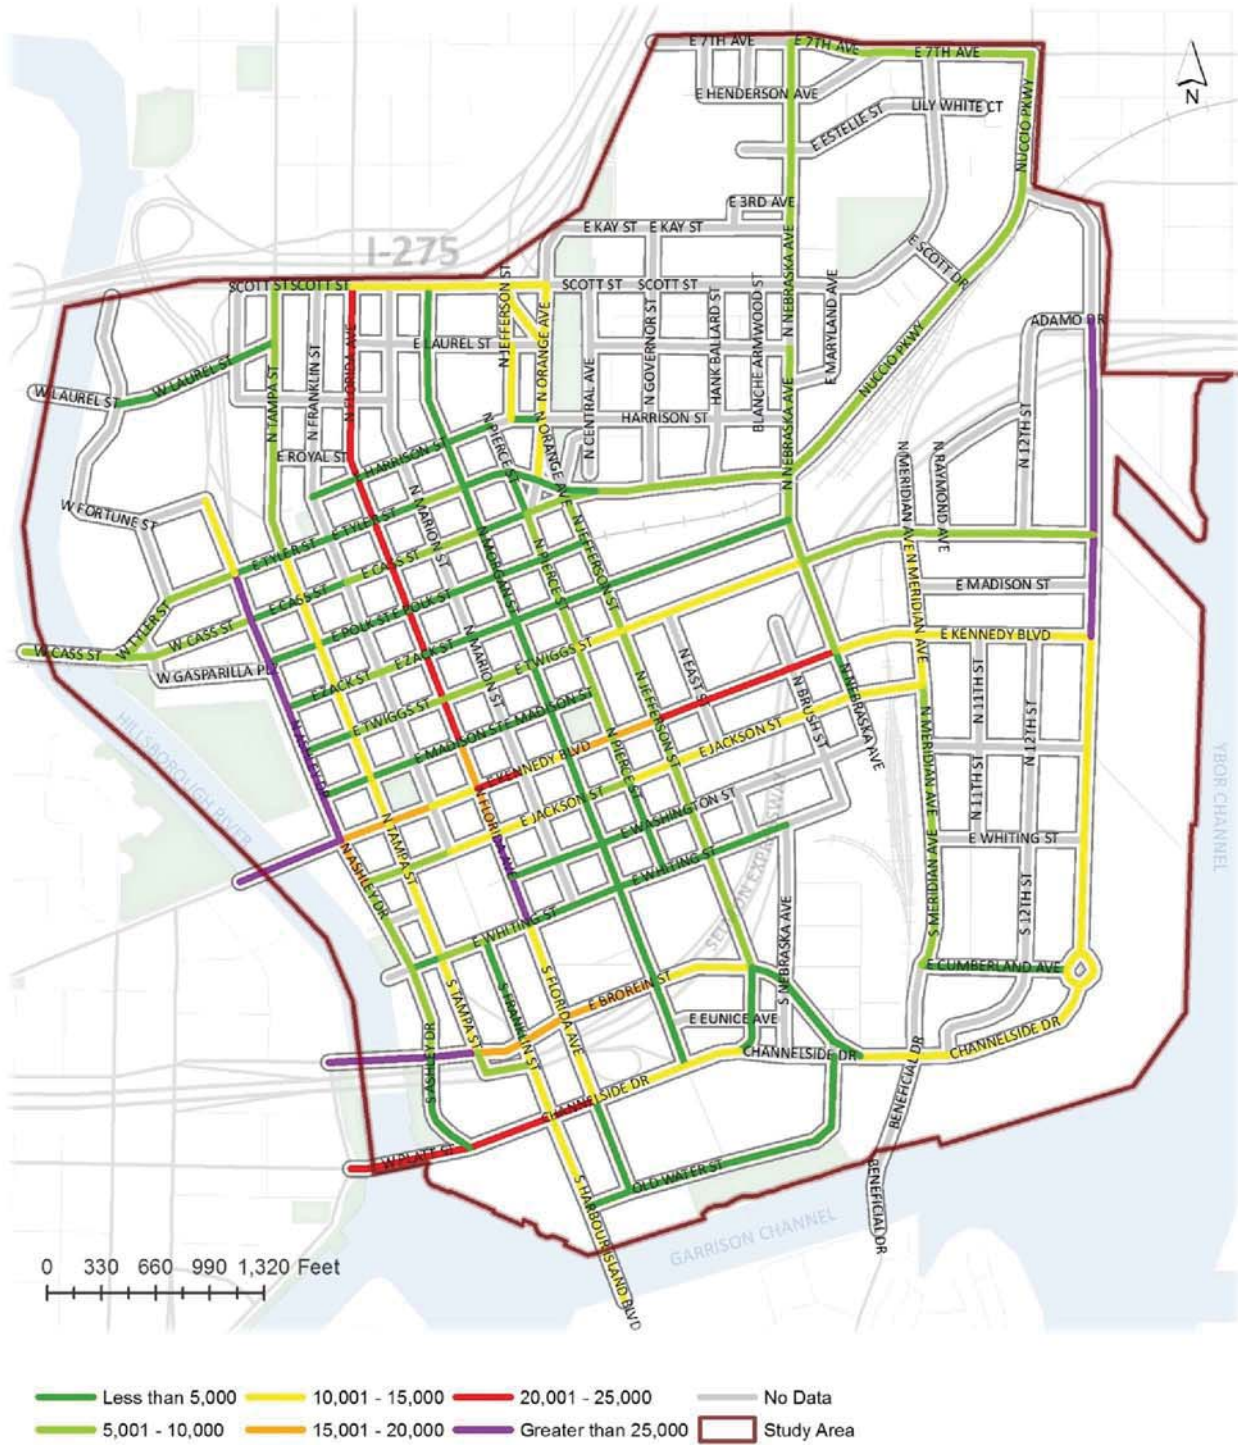 E 7TH AVE
E 7TH AVE
E 7TH AVE
N
E HENDERSON AVE
LILY WHITE CT
E ESTELLE ST
NUCCIO PKWY
E 3RD AVE
E KAY ST
E KAY ST
I-275
N NEBRASKA AVE
E SCOTT DR
SCOTT ST
SCOTT ST
SCOTT ST
SCOTT ST
N JEFFERSON ST
N ORANGE AVE
N GOVERNOR ST
HANK BALLARD ST
BLANCHE ARMWOOD ST
E MARYLAND AVE
ADAMO DR
E LAUREL ST
N FLORIDA AVE
N FRANKLIN ST
N TAMPA ST
W LAUREL ST
W LAUREL ST
NUCCIO PKWY
N CENTRAL AVE
HARRISON ST
N NEBRASKA AVE
N 12TH ST
E ROYAL ST
HARRISON ST
N PIERCE ST
N ORANGE AVE
N NEBRASKA AVE
N MERIDIAN AVE
N RAYMOND AVE
W FORTUNE ST
N MARION ST
E TYLER ST
E TYLER ST
E CASS ST
N MORGAN ST
N JEFFERSON ST
N PIERCE ST
N MERIDIAN AVE
E MADISON ST
E CASS ST
W TYLER ST
W CASS ST
W CASS ST
E POLK ST
E POLK ST
W GASPARILLA PLZ
E ZACK ST
E ZACK ST
N MARION ST
E TWIGGS ST
E TWIGGS ST
N EAST ST
E KENNEDY BLVD
N BRUSH ST
N NEBRASKA AVE
N JEFFERSON ST
N 11TH ST
N 12TH ST
N MERIDIAN AVE
HILLSBOROUGH RIVER
N ASHLEY DR
E MADISON ST
E MADISON ST
E KENNEDY BLVD
N PIERCE ST
E JACKSON ST
E JACKSON ST
N FLORIDA AVE
N TAMPA ST
E WASHINGTON ST
N 11TH ST
E WHITING ST
YBOR CHANNEL
N ASHLEY DR
E WHITING ST
E WHITING ST
S MERIDIAN AVE
S 12TH ST
S NEBRASKA AVE
E CUMBERLAND AVE
S TAMPA ST
S FRANKLIN ST
S FLORIDA AVE
E BROREIN ST
E EUNICE AVE
CHANNELSIDE DR
CHANNELSIDE DR
S ASHLEY DR
CHANNELSIDE DR
BENEFICIAL DR
W PLATT ST
OLD WATER ST
BENEFICIAL DR
S HARBOUR ISLAND BLVD
GARRISON CHANNEL
0 330 660 990 1,320 Feet
Less than 5,000
10,001 - 15,000
20,001 - 25,000
No Data
5,001 - 10,000
15,001 - 20,000
Greater than 25,000
Study Area